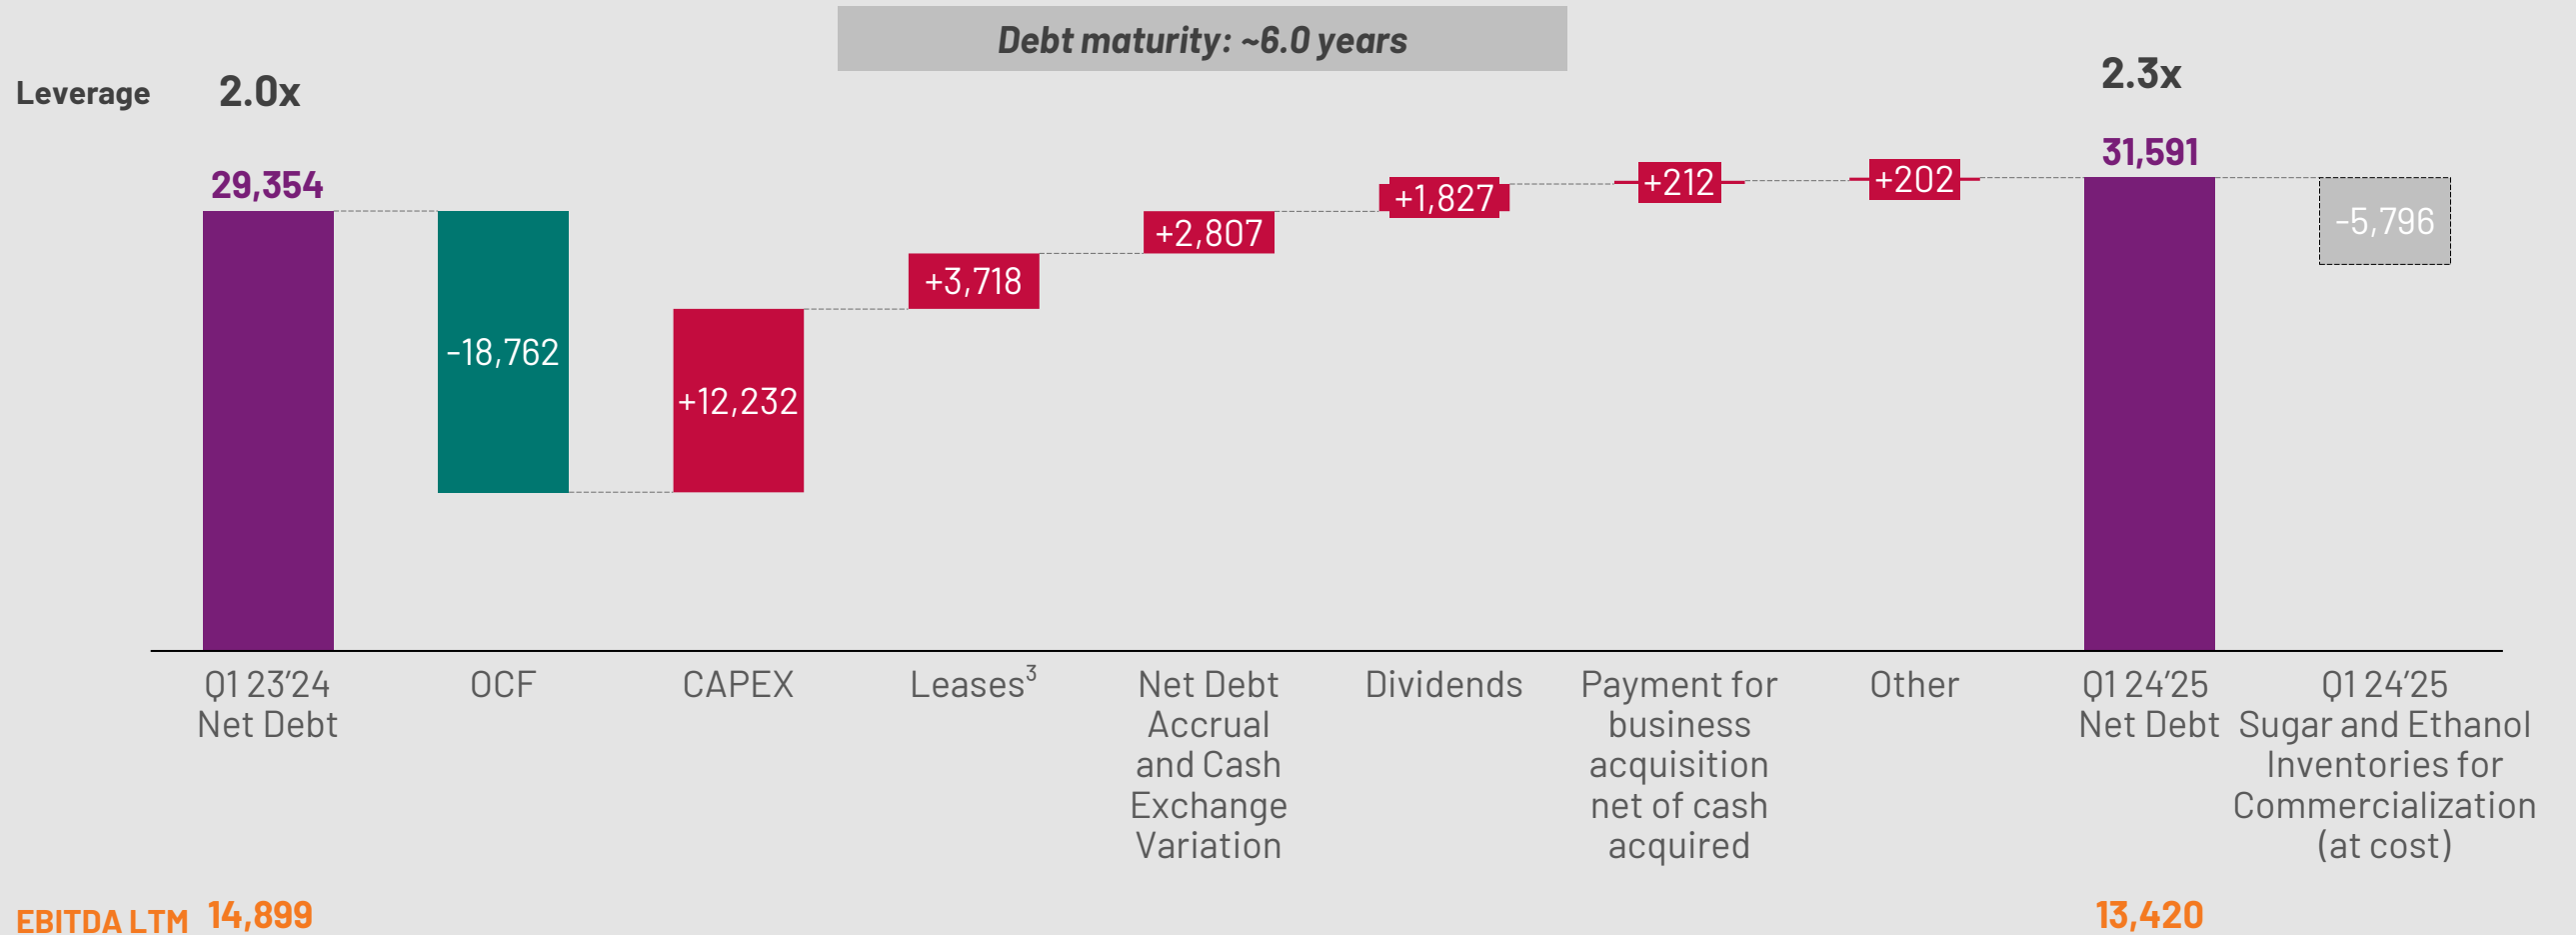 Debt maturity: ~6.0 years
Leverage 2.0x 2.3x
29,354
-18,762
+12,232
+3,718
+2,807
+1,827
+212
+202
31,591
-5,796
Q1 23’24
Net Debt
OCF
CAPEX
Leases³
Net Debt
Accrual
and Cash
Exchange
Variation
Dividends
Payment for
business
acquisition
net of cash
acquired
Other
Q1 24’25
Net Debt
Q1 24’25
Sugar and Ethanol
Inventories for
Commercialization
(at cost)
EBITDA LTM 14,899 13,420